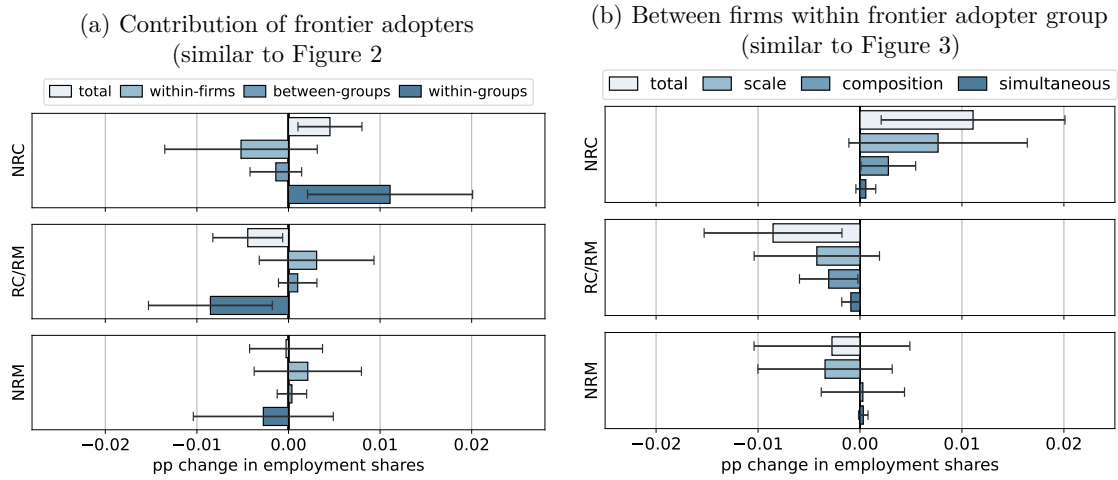 (a) Contribution of frontier adopters
(similar to Figure 2
total within-firms between-groups within-groups
NRC
RC/RM
NRM
−0.02 −0.01 0.00 0.01 0.02
pp change in employment shares
(b) Between firms within frontier adopter group
(similar to Figure 3)
total scale composition simultaneous
NRC
RC/RM
NRM
−0.02 −0.01 0.00 0.01 0.02
pp change in employment shares